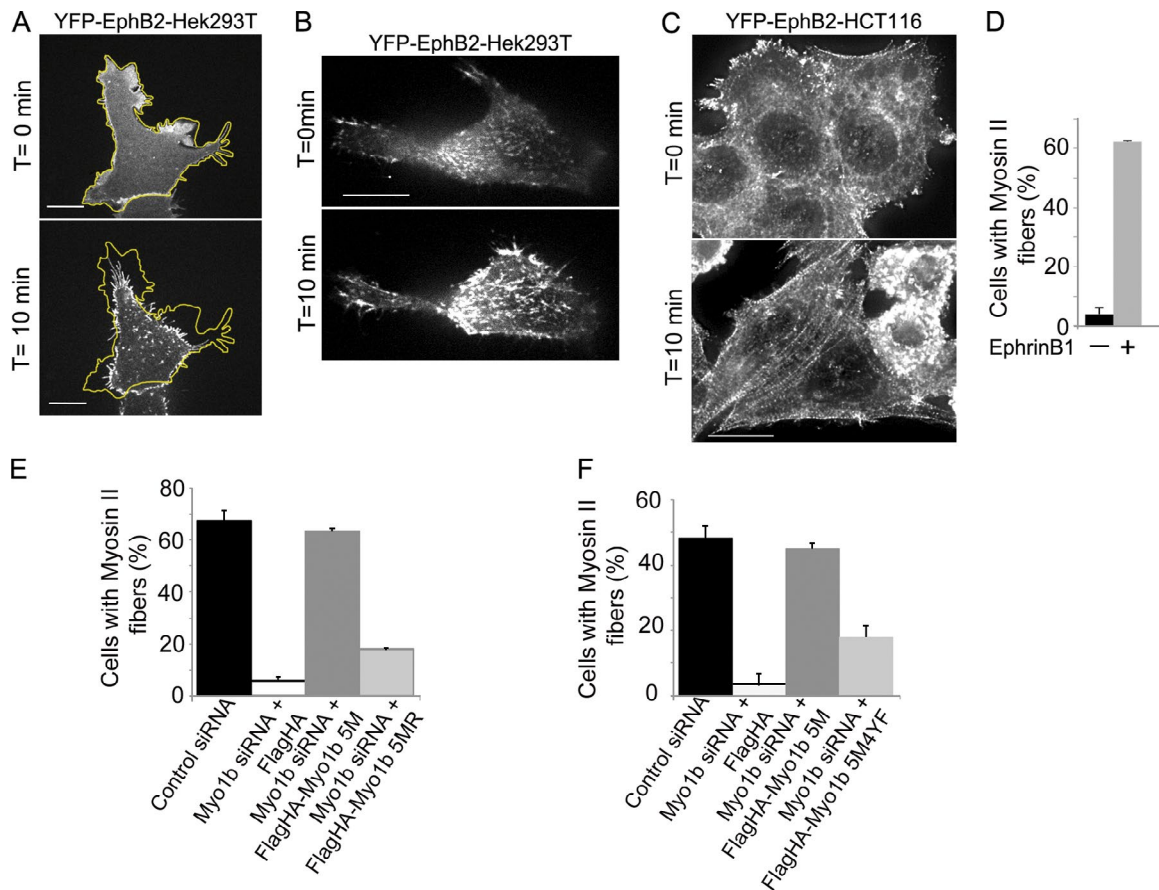 A
YFP-EphB2-Hek293T
T= 0 min
T= 10 min
B
YFP-EphB2-Hek293T
T=0min
T=10 min
C
YFP-EphB2-HCT116
T=0 min
T=10 min
D
Cells with Myosin II
fibers (%)
60
40
20
0
EphrinB1 — +
E
Cells with Myosin II
fibers (%)
80
60
40
20
0
Control siRNA
Myo1b siRNA +
FlagHA
Myo1b siRNA +
FlagHA-Myo1b 5M
Myo1b siRNA +
FlagHA-Myo1b 5MR
F
Cells with Myosin II
fibers (%)
60
40
20
0
Control siRNA
Myo1b siRNA +
FlagHA
Myo1b siRNA +
FlagHA-Myo1b 5M
Myo1b siRNA +
FlagHA-Myo1b 5M4YF